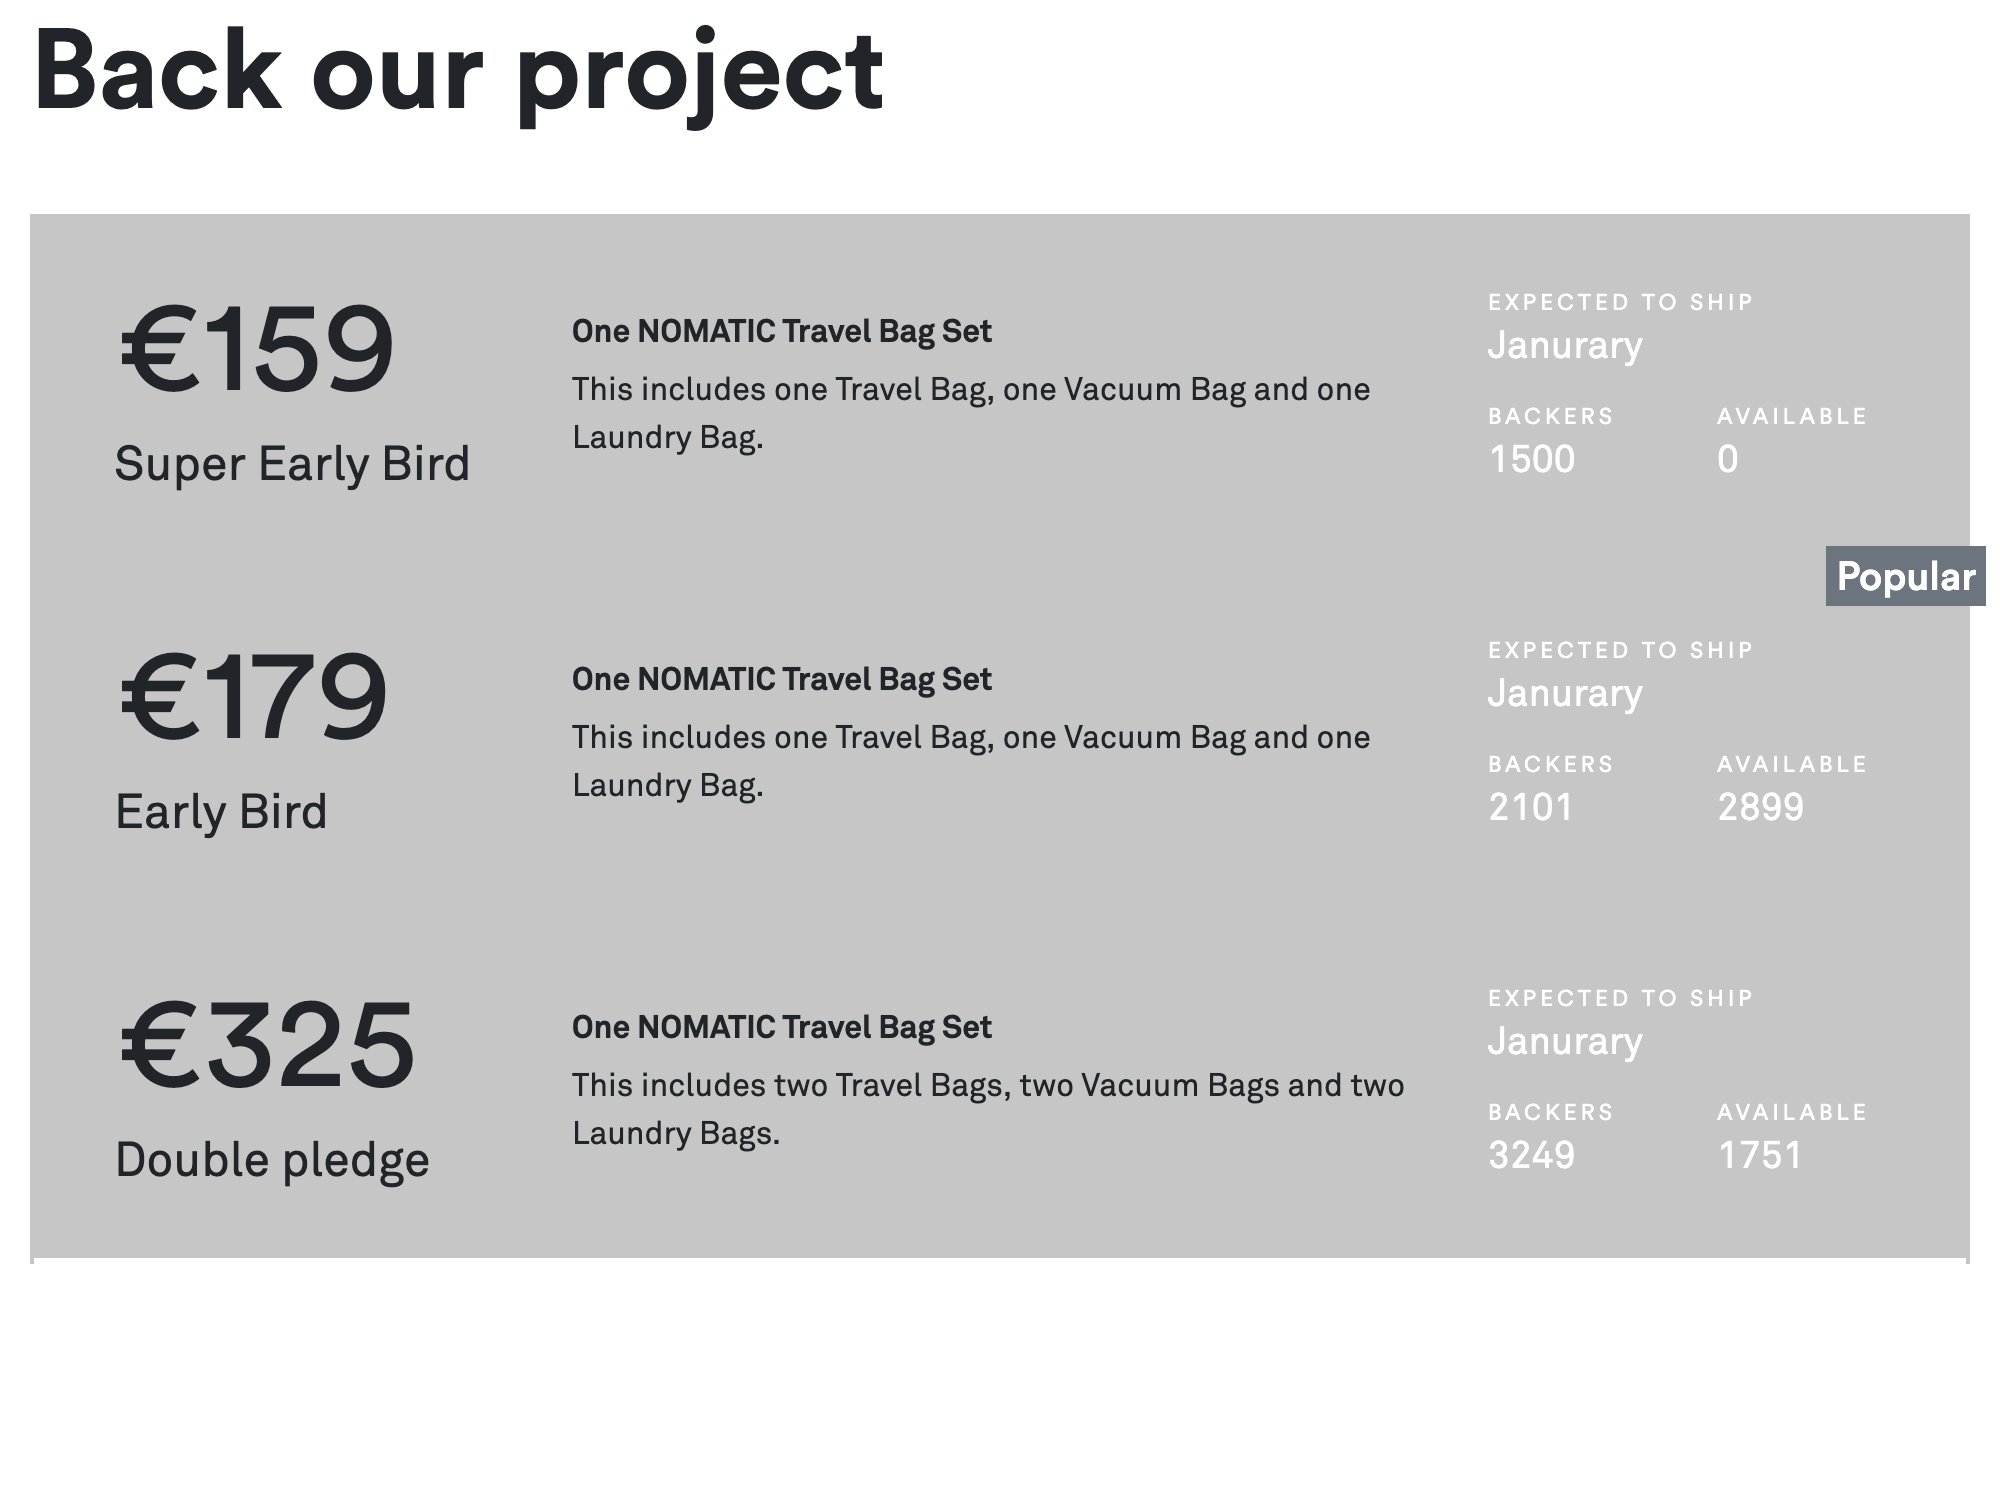 Back our project
€159
Super Early Bird
One NOMATIC Travel Bag Set
This includes one Travel Bag, one Vacuum Bag and one
Laundry Bag.
EXPECTED TO SHIP
Janurary
BACKERS AVAILABLE
1500 0
Popular
€179
Early Bird
One NOMATIC Travel Bag Set
This includes one Travel Bag, one Vacuum Bag and one
Laundry Bag.
EXPECTED TO SHIP
Janurary
BACKERS AVAILABLE
2101 2899
€325
Double pledge
One NOMATIC Travel Bag Set
This includes two Travel Bags, two Vacuum Bags and two
Laundry Bags.
EXPECTED TO SHIP
Janurary
BACKERS AVAILABLE
3249 1751